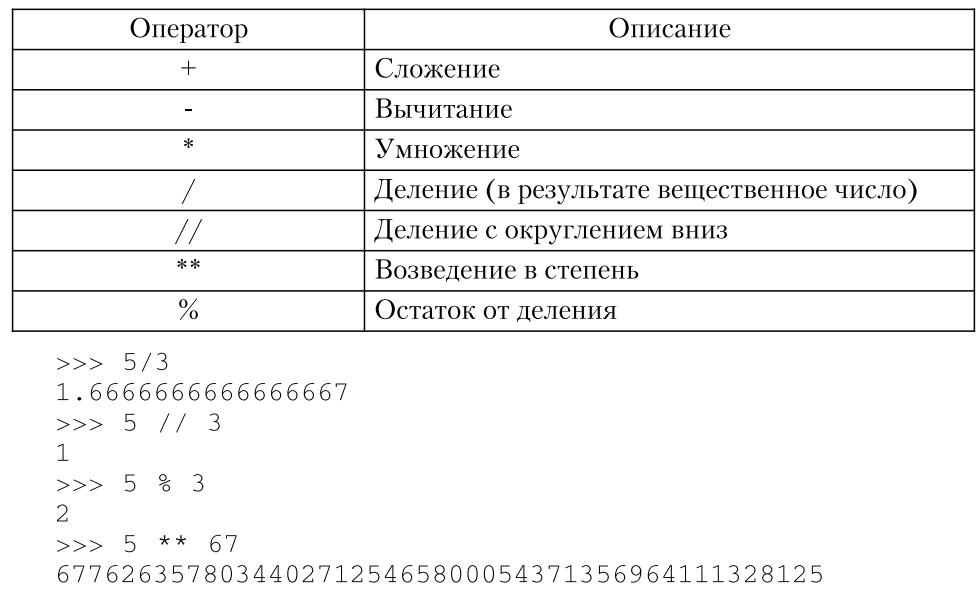 Оператор Описание
+ Сложение
- Вычитание
* Умножение
/ Деление (в результате вещественное число)
// Деление с округлением вниз
** Возведение в степень
% Остаток от деления
>>> 5/3
1.6666666666666667
>>> 5 // 3
1
>>> 5 % 3
2
>>> 5 ** 67
67762635780344027125465800054371356964111328125